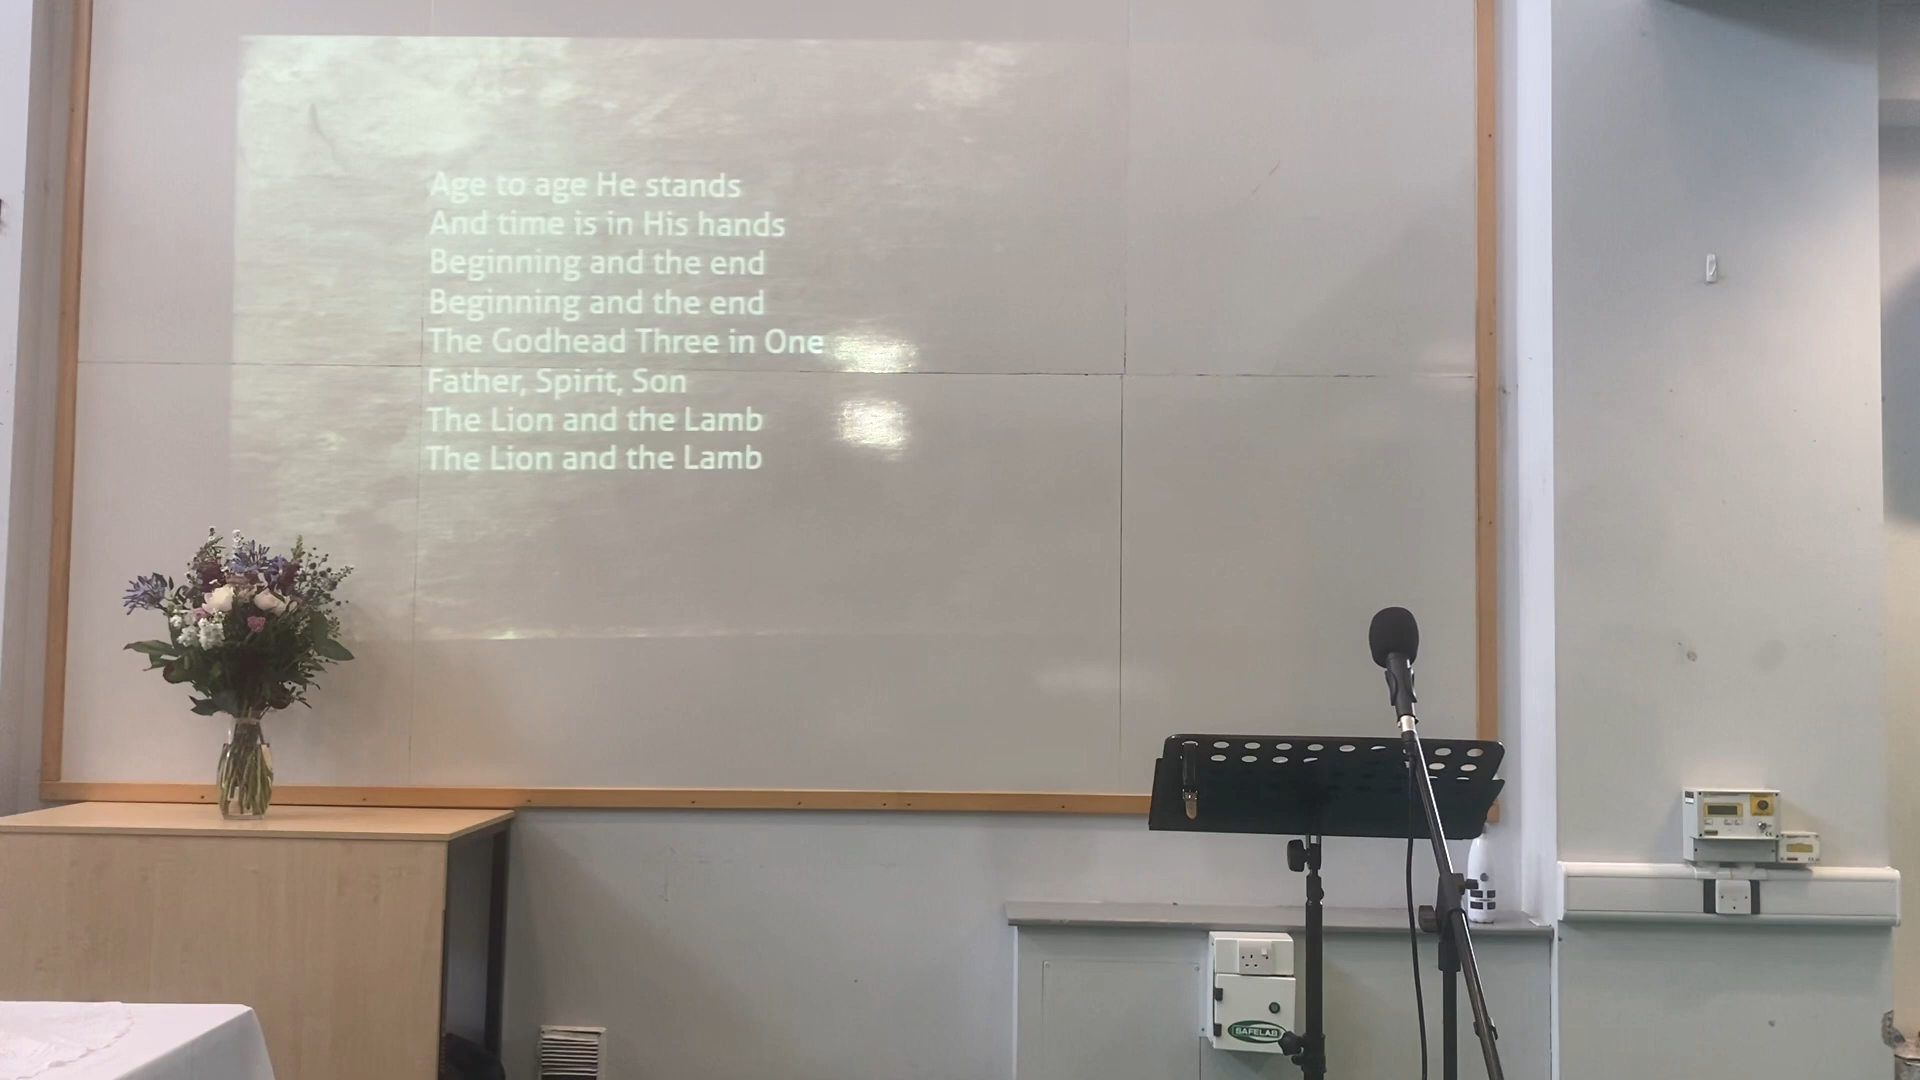 Age to age He stands
And time is in His hands
Beginning and the end
Beginning and the end
The Godhead Three in One
Father, Spirit, Son
The Lion and the Lamb
The Lion and the Lamb
SAFELAB